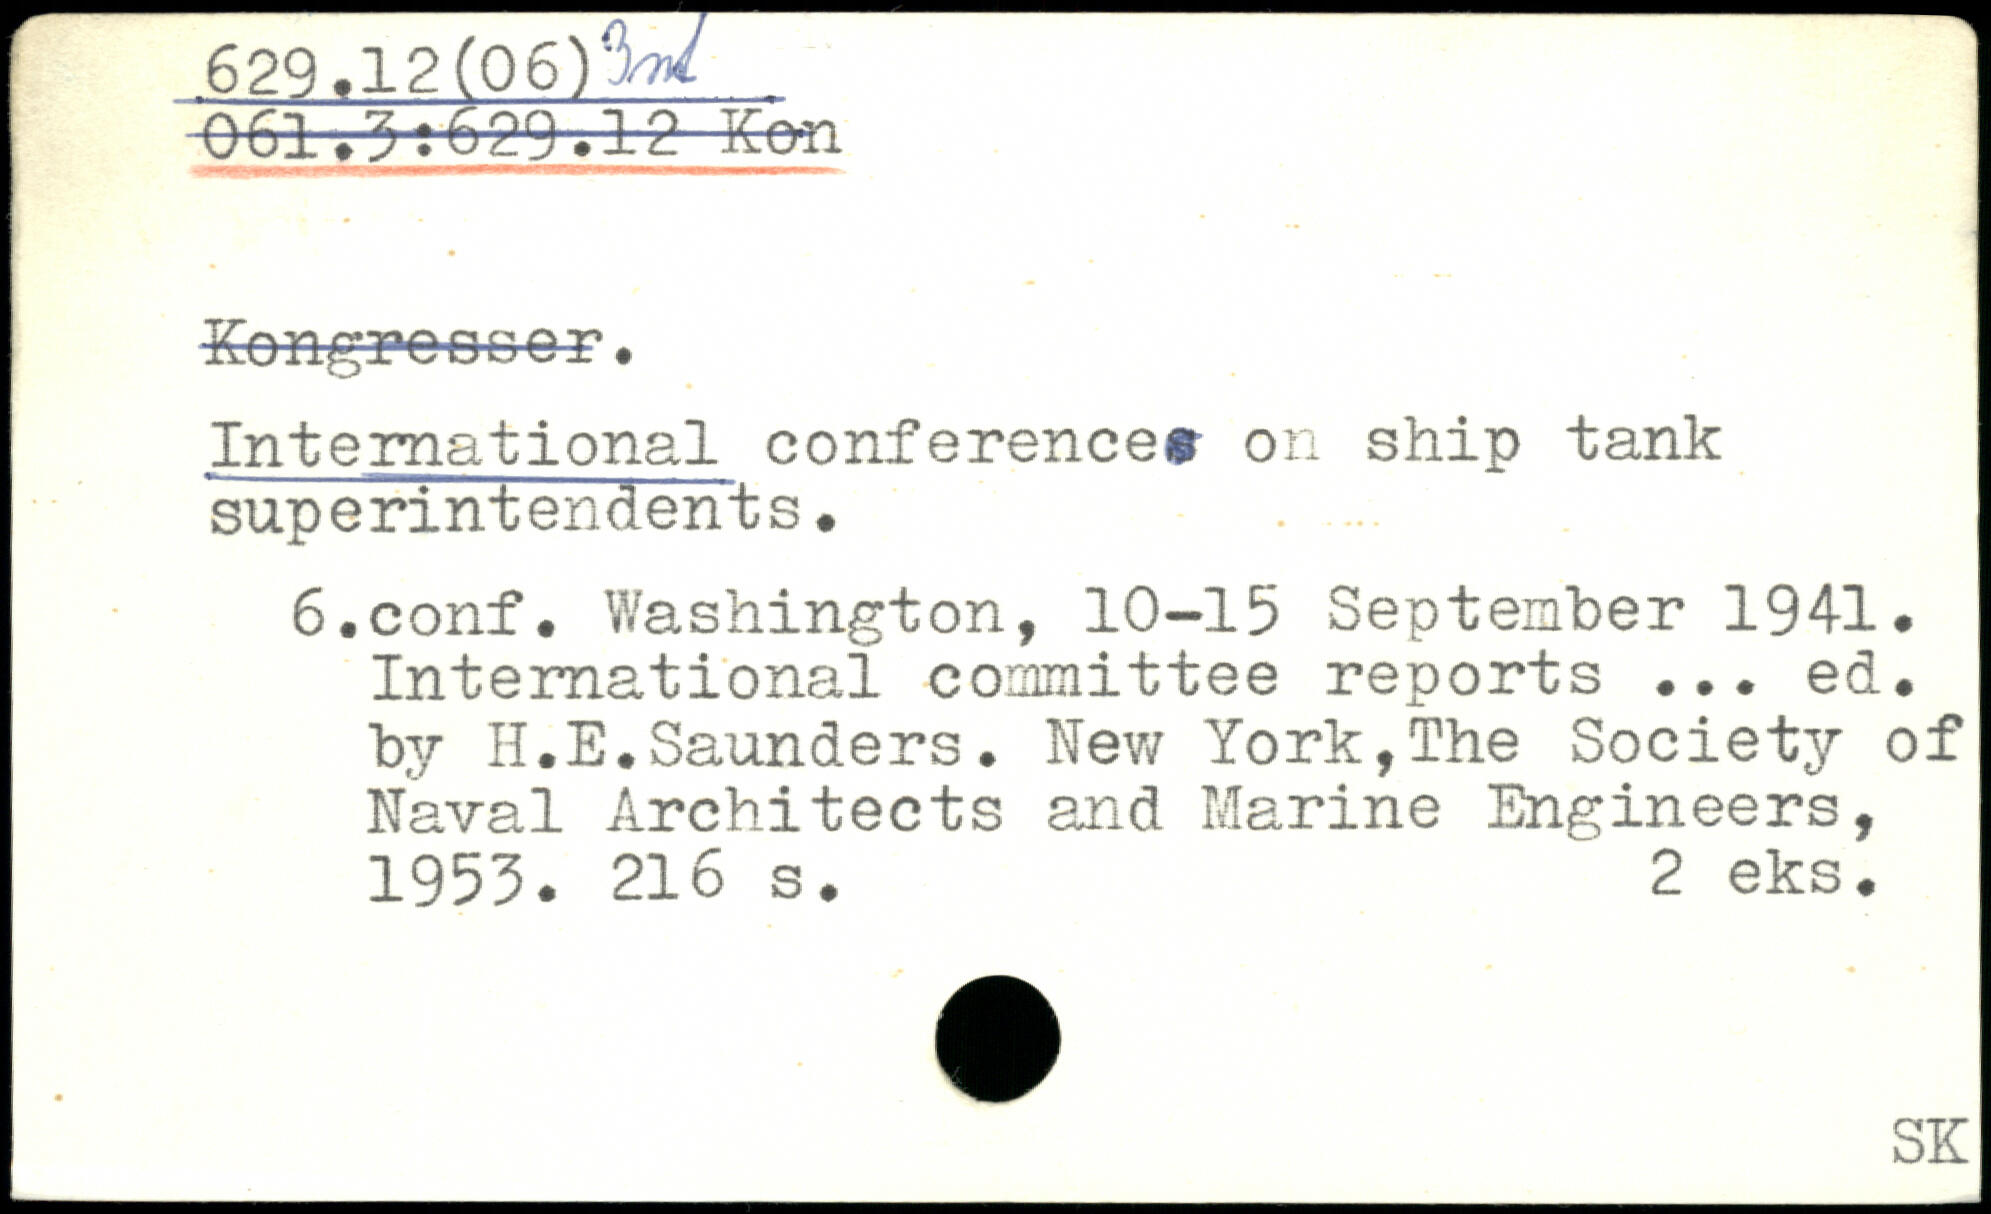 629.12(06) Int
061.3:629.12 Kon
Kongresser.
International conferences on ship tank
superintendents.
6.conf. Washington, 10-15 September 1941.
International committee reports ... ed.
by H.E.Saunders. New York,The Society of
Naval Architects and Marine Engineers,
1953. 216 s. 2 eks.
SK